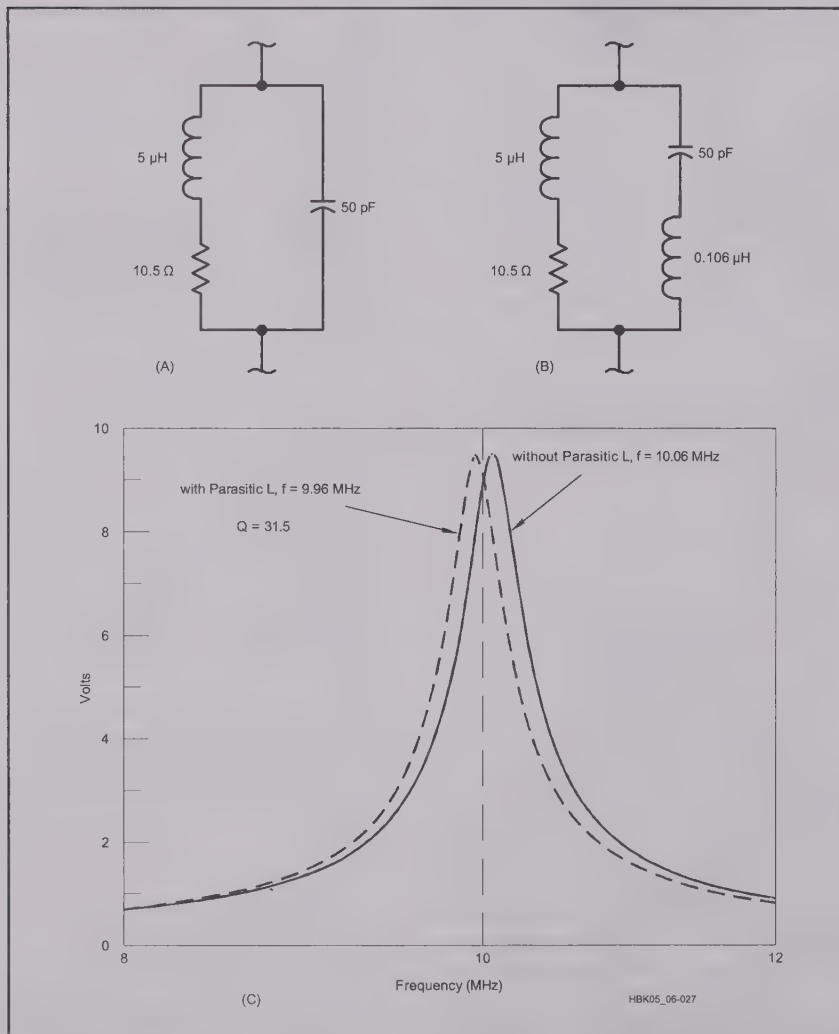 5 µH
50 pF
10.5 Ω
(A)
5 µH
50 pF
0.106 µH
10.5 Ω
(B)
10
8
6
4
2
0
Volts
with Parasitic L, f = 9.96 MHz
Q = 31.5
without Parasitic L, f = 10.06 MHz
8
10
12
Frequency (MHz)
(C)
HBK05_06-027